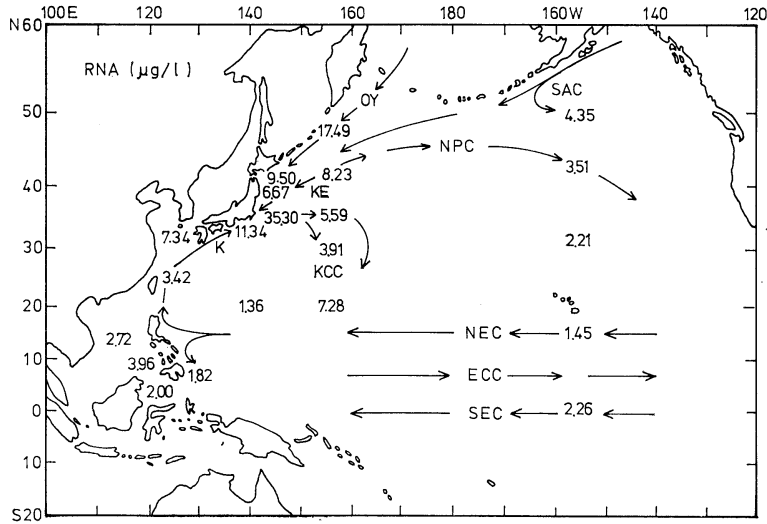 100E 120 140 160 180 160W 140 120
N60
RNA (μg/l)
SAC
OY
50
4.35
17.49
NPC
3,51
9.50 8.23
40
6,67 KE
35,30 5,59
7.34 11,34
K
2,21
30
3,91
KCC
3,42
20
1,36 7.28
2,72
NEC 1.45
3,96
10
1,82
ECC
2,00
0
SEC 2,26
10
S20